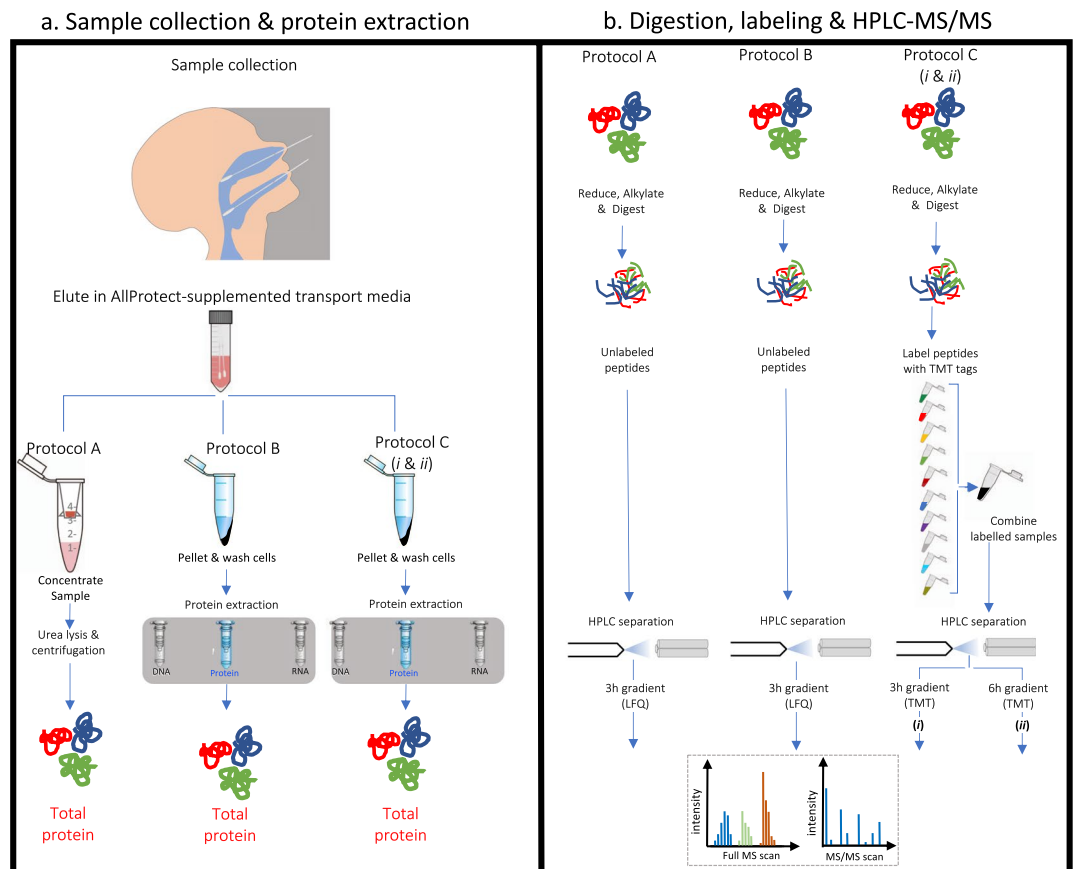 a. Sample collection & protein extraction
Sample collection
Elute in AllProtect-supplemented transport media
Protocol A
Protocol B
Protocol C
(i & ii)
4-
3-
2-
1-
Concentrate
Sample
Pellet & wash cells
Pellet & wash cells
Urea lysis &
centrifugation
Protein extraction
Protein extraction
DNA
Protein
RNA
DNA
Protein
RNA
Total
protein
Total
protein
Total
protein
b. Digestion, labeling & HPLC-MS/MS
Protocol A
Protocol B
Protocol C
(i & ii)
Reduce, Alkylate
& Digest
Reduce, Alkylate
& Digest
Reduce, Alkylate
& Digest
Unlabeled
peptides
Unlabeled
peptides
Label peptides
with TMT tags
Combine
labelled samples
HPLC separation
HPLC separation
HPLC separation
3h gradient
(LFQ)
3h gradient
(LFQ)
3h gradient
(TMT)
(i)
6h gradient
(TMT)
(ii)
intensity
Full MS scan
intensity
MS/MS scan